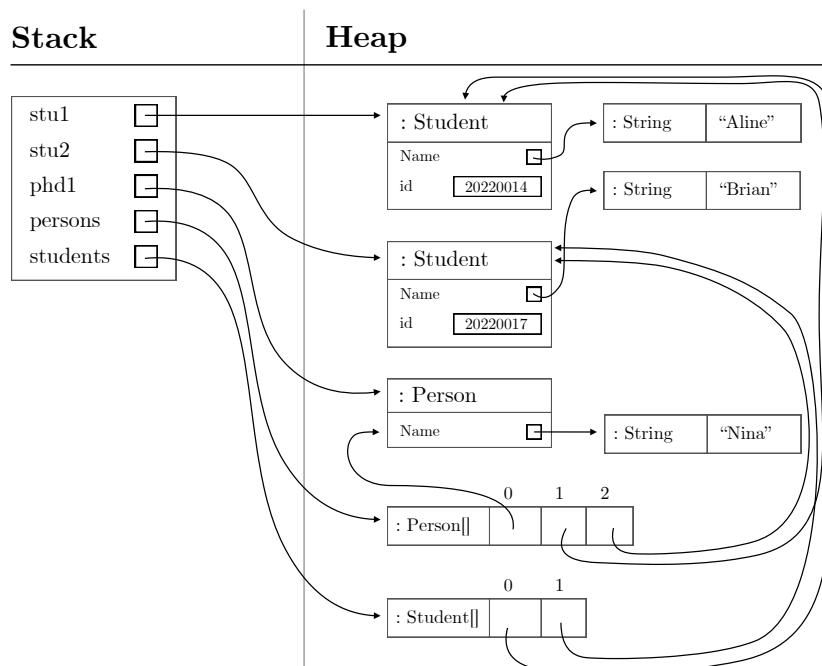 Stack
Heap
stu1
stu2
phd1
persons
students
: Student
Name
id 20220014
: String “Aline”
: String “Brian”
: Student
Name
id 20220017
: Person
Name
: String “Nina”
0 1 2
: Person[]
0 1
: Student[]